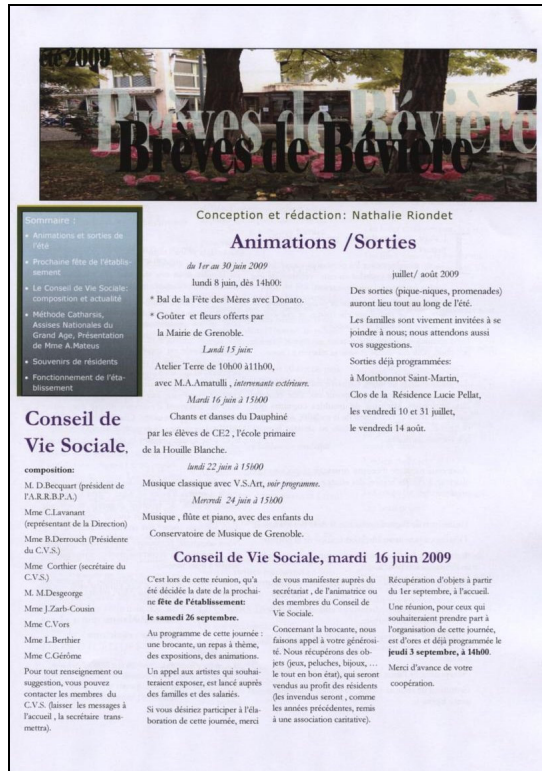 été 2009
Brèves de Bévière
Sommaire :
• Animations et sorties de
l'été
• Prochaine fête de l'établis-
sement
• Le Conseil de Vie Sociale:
composition et actualité
• Méthode Catharsis,
Assises Nationales du
Grand Age, Présentation
de Mme A.Mateus
• Souvenirs de résidents
• Fonctionnement de l'éta-
blissement
Conseil de
Vie Sociale,
composition:
M. D.Becquart (président de
l'A.R.R.B.P.A.)
Mme C.Lavanant
(représentant de la Direction)
Mme B.Derrouch (Présidente
du C.V.S.)
Mme Corthier (secrétaire du
C.V.S.)
M. M.Desgeorge
Mme J.Zarb-Cousin
Mme C.Vors
Mme L.Berthier
Mme C.Gérôme
Pour tout renseignement ou
suggestion, vous pouvez
contacter les membres du
C.V.S. (laisser les messages à
l'accueil , la secrétaire trans-
mettra).
Conception et rédaction: Nathalie Riondet
Animations /Sorties
du 1er au 30 juin 2009
lundi 8 juin, dès 14h00:
* Bal de la Fête des Mères avec Donato.
* Goûter et fleurs offerts par
la Mairie de Grenoble.
Lundi 15 juin:
Atelier Terre de 10h00 à11h00,
avec M.A.Amatulli , intervenante extérieure.
Mardi 16 juin à 15h00
Chants et danses du Dauphiné
par les élèves de CE2 , l'école primaire
de la Houille Blanche.
lundi 22 juin à 15h00
Musique classique avec V.S.Art, voir programme.
Mercredi 24 juin à 15h00
Musique , flûte et piano, avec des enfants du
Conservatoire de Musique de Grenoble.
juillet/ août 2009
Des sorties (pique-niques, promenades)
auront lieu tout au long de l'été.
Les familles sont vivement invitées à se
joindre à nous; nous attendons aussi
vos suggestions.
Sorties déjà programmées:
à Montbonnot Saint-Martin,
Clos de la Résidence Lucie Pellat,
les vendredi 10 et 31 juillet,
le vendredi 14 août.
Conseil de Vie Sociale, mardi 16 juin 2009
C'est lors de cette réunion, qu'a
été décidée la date de la prochai-
ne fête de l'établissement:
le samedi 26 septembre.
Au programme de cette journée :
une brocante, un repas à thème,
des expositions, des animations.
Un appel aux artistes qui souhai-
teraient exposer, est lancé auprès
des familles et des salariés.
Si vous désiriez participer à l'éla-
boration de cette journée, merci
de vous manifester auprès du
secrétariat , de l'animatrice ou
des membres du Conseil de
Vie Sociale.
Concernant la brocante, nous
faisons appel à votre générosi-
té. Nous récupérons des ob-
jets (jeux, peluches, bijoux, …
le tout en bon état), qui seront
vendus au profit des résidents
(les invendus seront , comme
les années précédentes, remis
à une association caritative).
Récupération d'objets à partir
du 1er septembre, à l'accueil.
Une réunion, pour ceux qui
souhaiteraient prendre part à
l'organisation de cette journée,
est d'ores et déjà programmée le
jeudi 3 septembre, à 14h00.
Merci d'avance de votre
coopération.